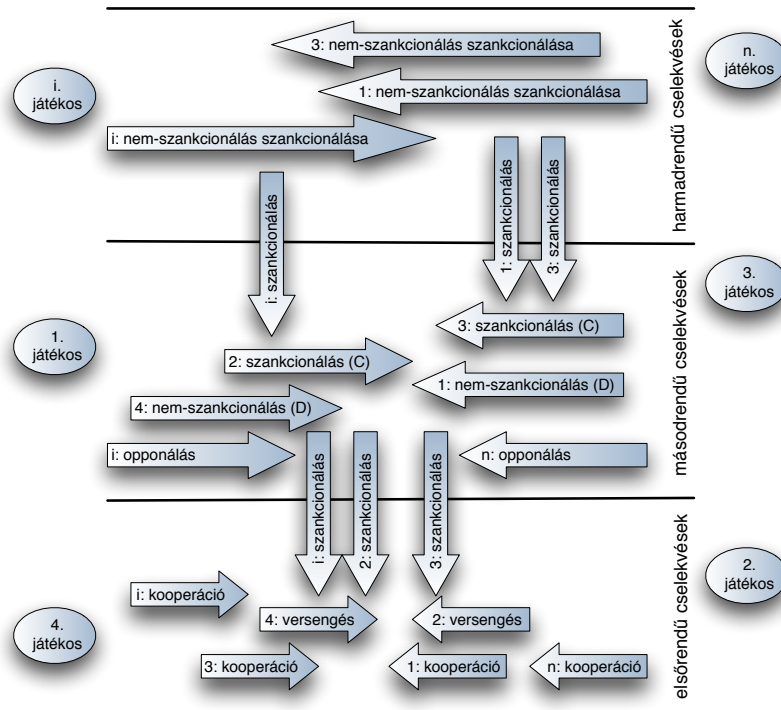 3: nem-szankcionálás szankcionálása
n.
játékos
i.
játékos
1: nem-szankcionálás szankcionálása
i: nem-szankcionálás szankcionálása
harmadrendű cselekvések
i: szankcionálás
1: szankcionálás
3: szankcionálás
3.
játékos
1.
játékos
3: szankcionálás (C)
2: szankcionálás (C)
1: nem-szankcionálás (D)
4: nem-szankcionálás (D)
i: opponálás
n: opponálás
másodrendű cselekvések
i: szankcionálás
2: szankcionálás
3: szankcionálás
2.
játékos
i: kooperáció
4: versengés
2: versengés
4.
játékos
3: kooperáció
1: kooperáció
n: kooperáció
elsőrendű cselekvések